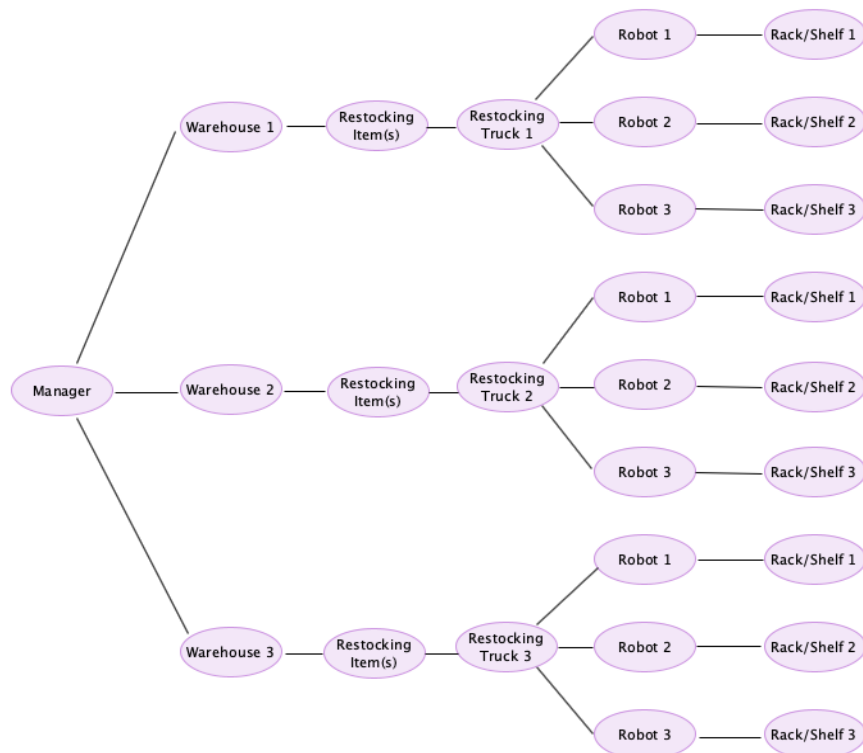 Robot 1
Rack/Shelf 1
Warehouse 1
Restocking
Item(s)
Restocking
Truck 1
Robot 2
Rack/Shelf 2
Robot 3
Rack/Shelf 3
Robot 1
Rack/Shelf 1
Manager
Warehouse 2
Restocking
Item(s)
Restocking
Truck 2
Robot 2
Rack/Shelf 2
Robot 3
Rack/Shelf 3
Robot 1
Rack/Shelf 1
Warehouse 3
Restocking
Item(s)
Restocking
Truck 3
Robot 2
Rack/Shelf 2
Robot 3
Rack/Shelf 3